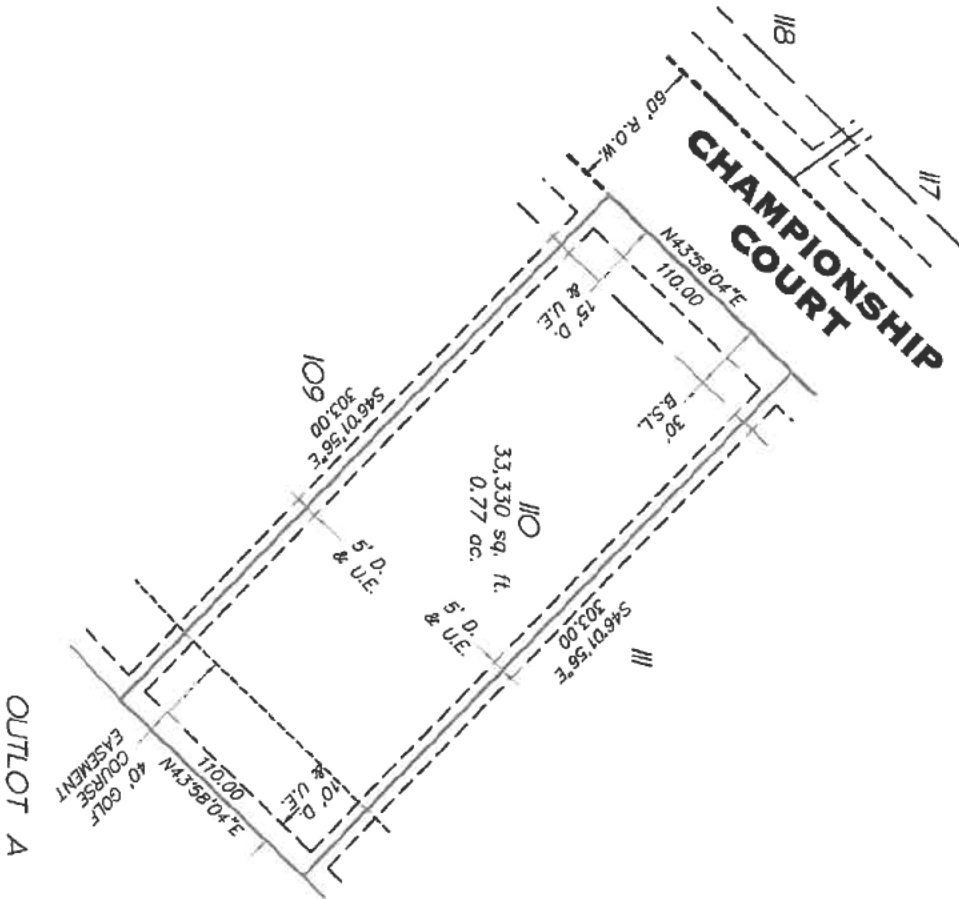 118
117
60' R.O.W.
CHAMPIONSHIP
COURT
N43°58'04"E
110.00
15' D.
& U.E.
30'
B.S.L.
109
S46°01'56"E
303.00
110
33,330 sq. ft.
0.77 ac.
5' D.
& U.E.
5' D.
& U.E.
S46°01'56"E
303.00
111
10' D.
& U.E.
110.00
N43°58'04"E
40' GOLF
COURSE
EASEMENT
OUTLOT A